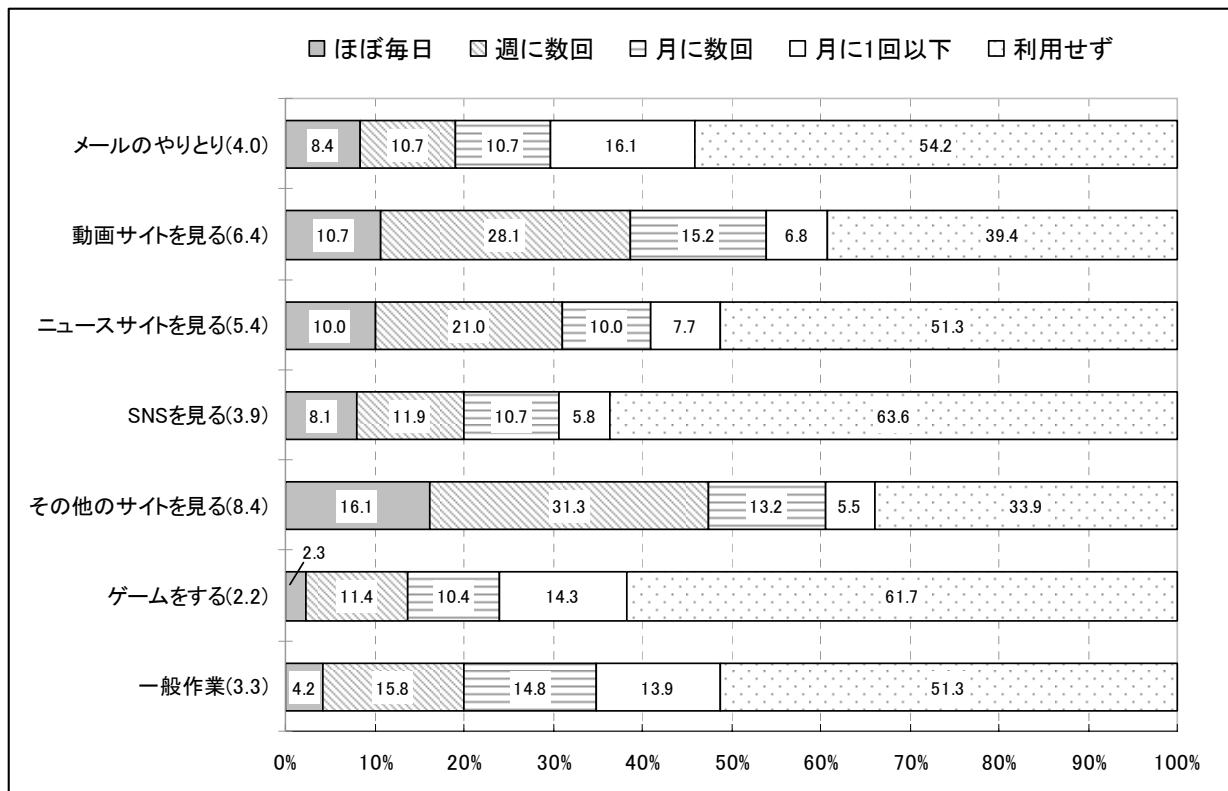 ほぼ毎日 週に数回 月に数回 月に1回以下 利用せず
メールのやりとり(4.0) 8.4 10.7 10.7 16.1 54.2
動画サイトを見る(6.4) 10.7 28.1 15.2 6.8 39.4
ニュースサイトを見る(5.4) 10.0 21.0 10.0 7.7 51.3
SNSを見る(3.9) 8.1 11.9 10.7 5.8 63.6
その他のサイトを見る(8.4) 16.1 31.3 13.2 5.5 33.9
ゲームをする(2.2) 2.3 11.4 10.4 14.3 61.7
一般作業(3.3) 4.2 15.8 14.8 13.9 51.3
0% 10% 20% 30% 40% 50% 60% 70% 80% 90% 100%